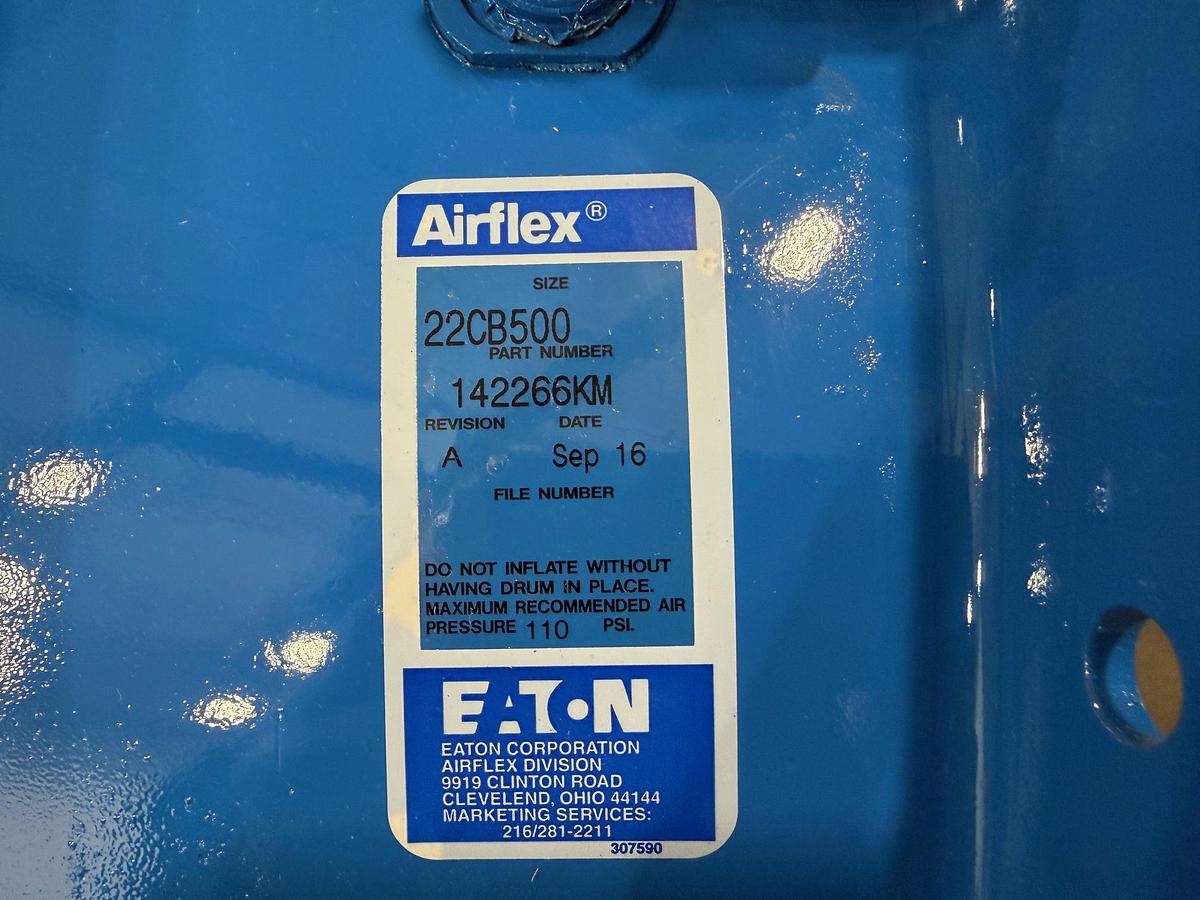 Airflex®
SIZE
22CB500
PART NUMBER
142266KM
REVISION DATE
A Sep 16
FILE NUMBER
DO NOT INFLATE WITHOUT
HAVING DRUM IN PLACE.
MAXIMUM RECOMMENDED AIR
PRESSURE 110 PSI.
EATON
EATON CORPORATION
AIRFLEX DIVISION
9919 CLINTON ROAD
CLEVELEND, OHIO 44144
MARKETING SERVICES:
216/281-2211
307590